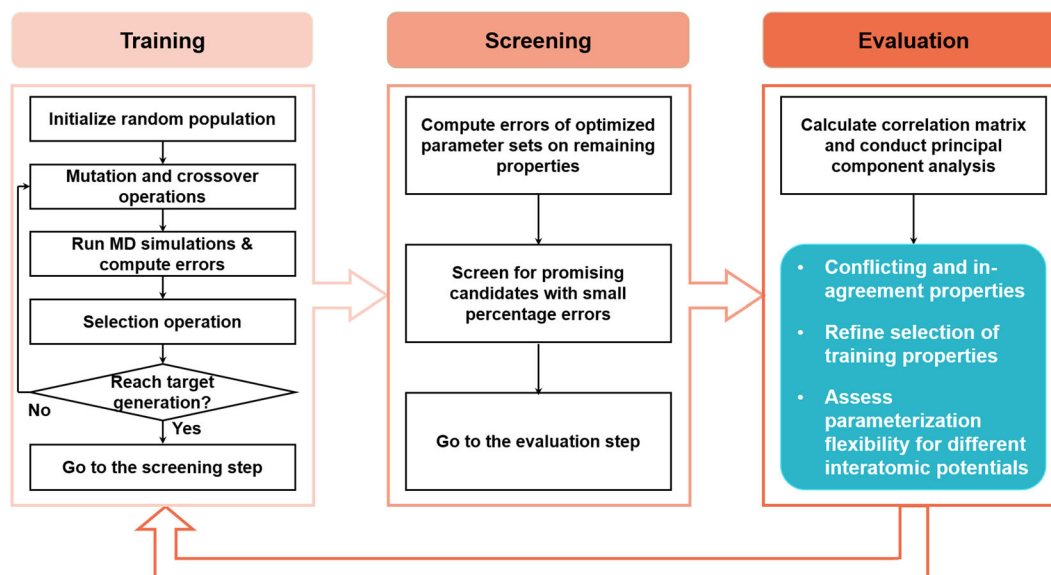 Training
Initialize random population
Mutation and crossover
operations
Run MD simulations &
compute errors
Selection operation
Reach target
generation?
No
Yes
Go to the screening step
Screening
Compute errors of optimized
parameter sets on remaining
properties
Screen for promising
candidates with small
percentage errors
Go to the evaluation step
Evaluation
Calculate correlation matrix
and conduct principal
component analysis
• Conflicting and in-
agreement properties
• Refine selection of
training properties
• Assess
parameterization
flexibility for different
interatomic potentials